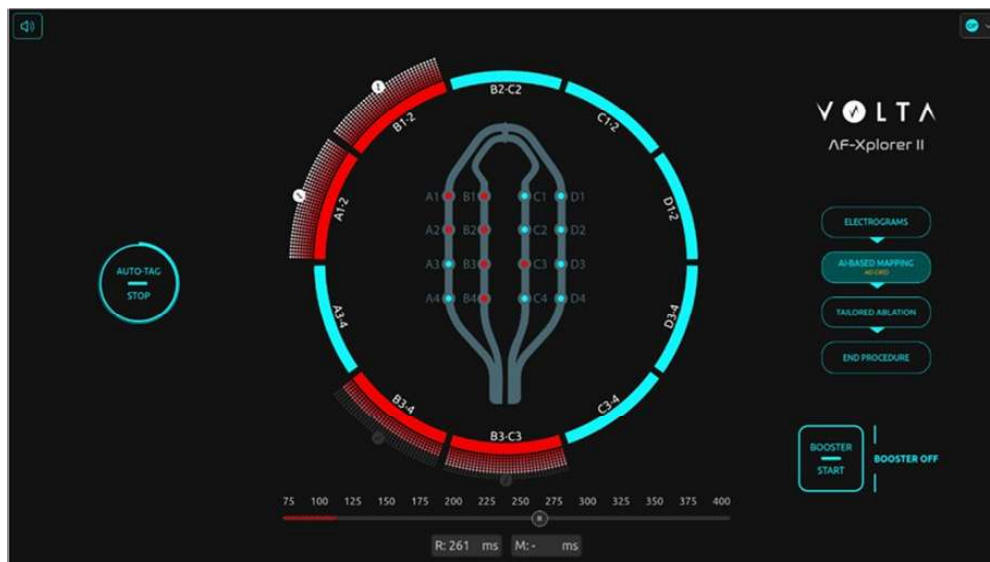 B2-C2
B1-2
C1-2
VOLTA
AF-Xplorer II
A1-2
D1-2
A1 B1 C1 D1
A2 B2 C2 D2
A3 B3 C3 D3
A4 B4 C4 D4
ELECTROGRAMS
AI-BASED MAPPING
TAILORED ABLATION
END PROCEDURE
AUTO-TAG
STOP
A3-4
D3-4
B3-4
C3-4
B3-C3
BOOSTER
START
BOOSTER OFF
75 100 125 150 175 200 225 250 275 300 325 350 375 400
R: 261 ms M: - ms